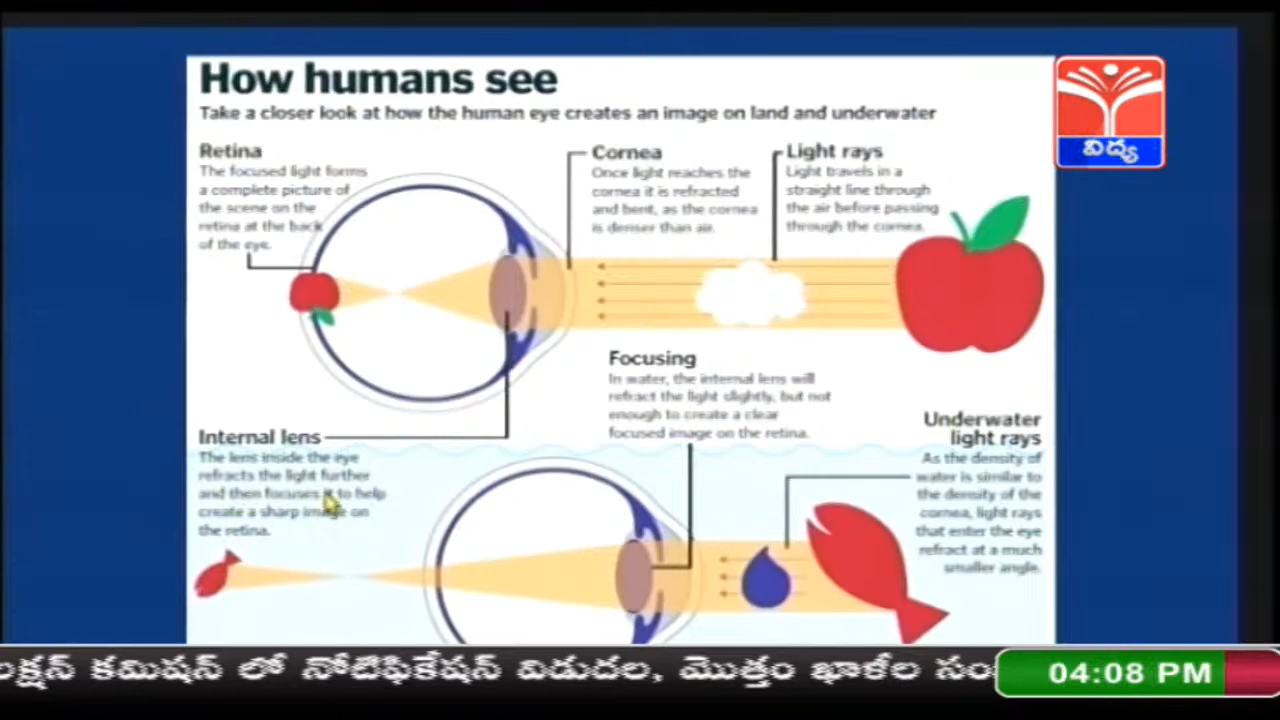 How humans see
Take a closer look at how the human eye creates an image on land and underwater
Retina
The focused light forms
a complete picture of
the scene on the
retina at the back
of the eye.
Cornea
Once light reaches the
cornea it is refracted
and bent, as the cornea
is denser than air.
Light rays
Light travels in a
straight line through
the air before passing
through the cornea.
విద్య
Focusing
In water, the internal lens will
refract the light slightly, but not
enough to create a clear
focused image on the retina.
Internal lens
The lens inside the eye
refracts the light further
and then focuses it to help
create a sharp image on
the retina.
Underwater
light rays
As the density of
water is similar to
the density of the
cornea, light rays
that enter the eye
refract at a much
smaller angle.
లక్షన్ కమిషన్ లో నోటిఫికేషన్ విడుదల, మొత్తం ఖాళీల సం
04:08 PM